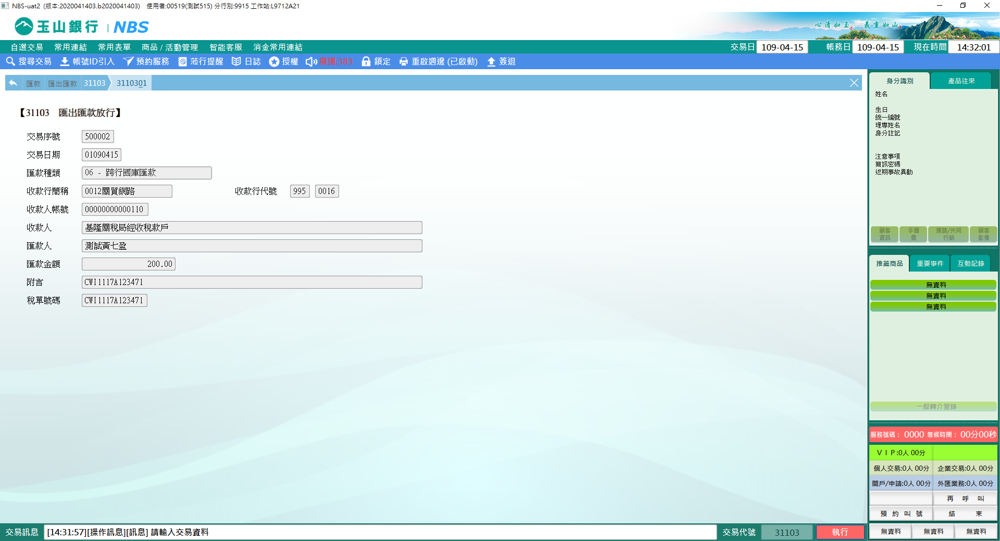 NBS-uat2 (版本:2020041403.b2020041403) 使用者:00519(測試515) 分行別:9915 工作站:L9712A21
玉山銀行 | NBS
心清如玉 義重如山
自選交易 常用連結 常用表單 商品 / 活動管理 智能客服 消金常用連結
交易日 109-04-15 帳務日 109-04-15 現在時間 14:32:01
搜尋交易 帳號ID引入 預約服務 蒞行提醒 日誌 授權 廣播:383 鎖定 重啟週邊 (已啟動) 簽退
匯款 匯出匯款 31103 3110301
【31103 匯出匯款放行】
交易序號 500002
交易日期 01090415
匯款種類 06 - 跨行國庫匯款
收款行簡稱 0012關貿網路 收款行代號 995 0016
收款人帳號 00000000000110
收款人 基隆關稅局經收稅款戶
匯款人 測試黃七盈
匯款金額 200.00
附言 CWI1117A123471
稅單號碼 CWI1117A123471
身分識別 產品往來
姓名
生日
統一編號
理專姓名
身分註記
注意事項
簡訊密碼
近期事故異動
顧客資訊 手續費 通路/共同行銷 顧客影像
推薦商品 重要事件 互動記錄
無資料
無資料
無資料
一般轉介登錄
服務號碼: 0000 等候時間: 00分00秒
VIP:0人 00分
個人交易:0人 00分 企業交易:0人 00分
開戶/申請:0人 00分 外匯業務:0人 00分
再 呼 叫
預 約 叫 號 結 束
無資料 無資料 無資料
交易訊息 [14:31:57][操作訊息][訊息] 請輸入交易資料 交易代號 31103 執行